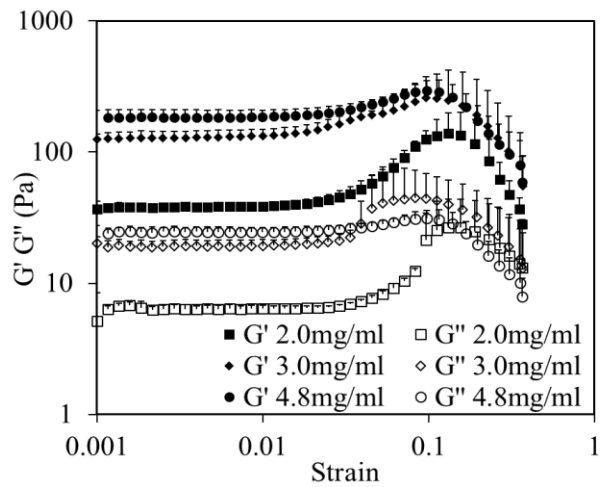 1000
100
10
1
G' G" (Pa)
G' 2.0mg/ml G" 2.0mg/ml
G' 3.0mg/ml G" 3.0mg/ml
G' 4.8mg/ml G" 4.8mg/ml
0.001 0.01 0.1 1
Strain